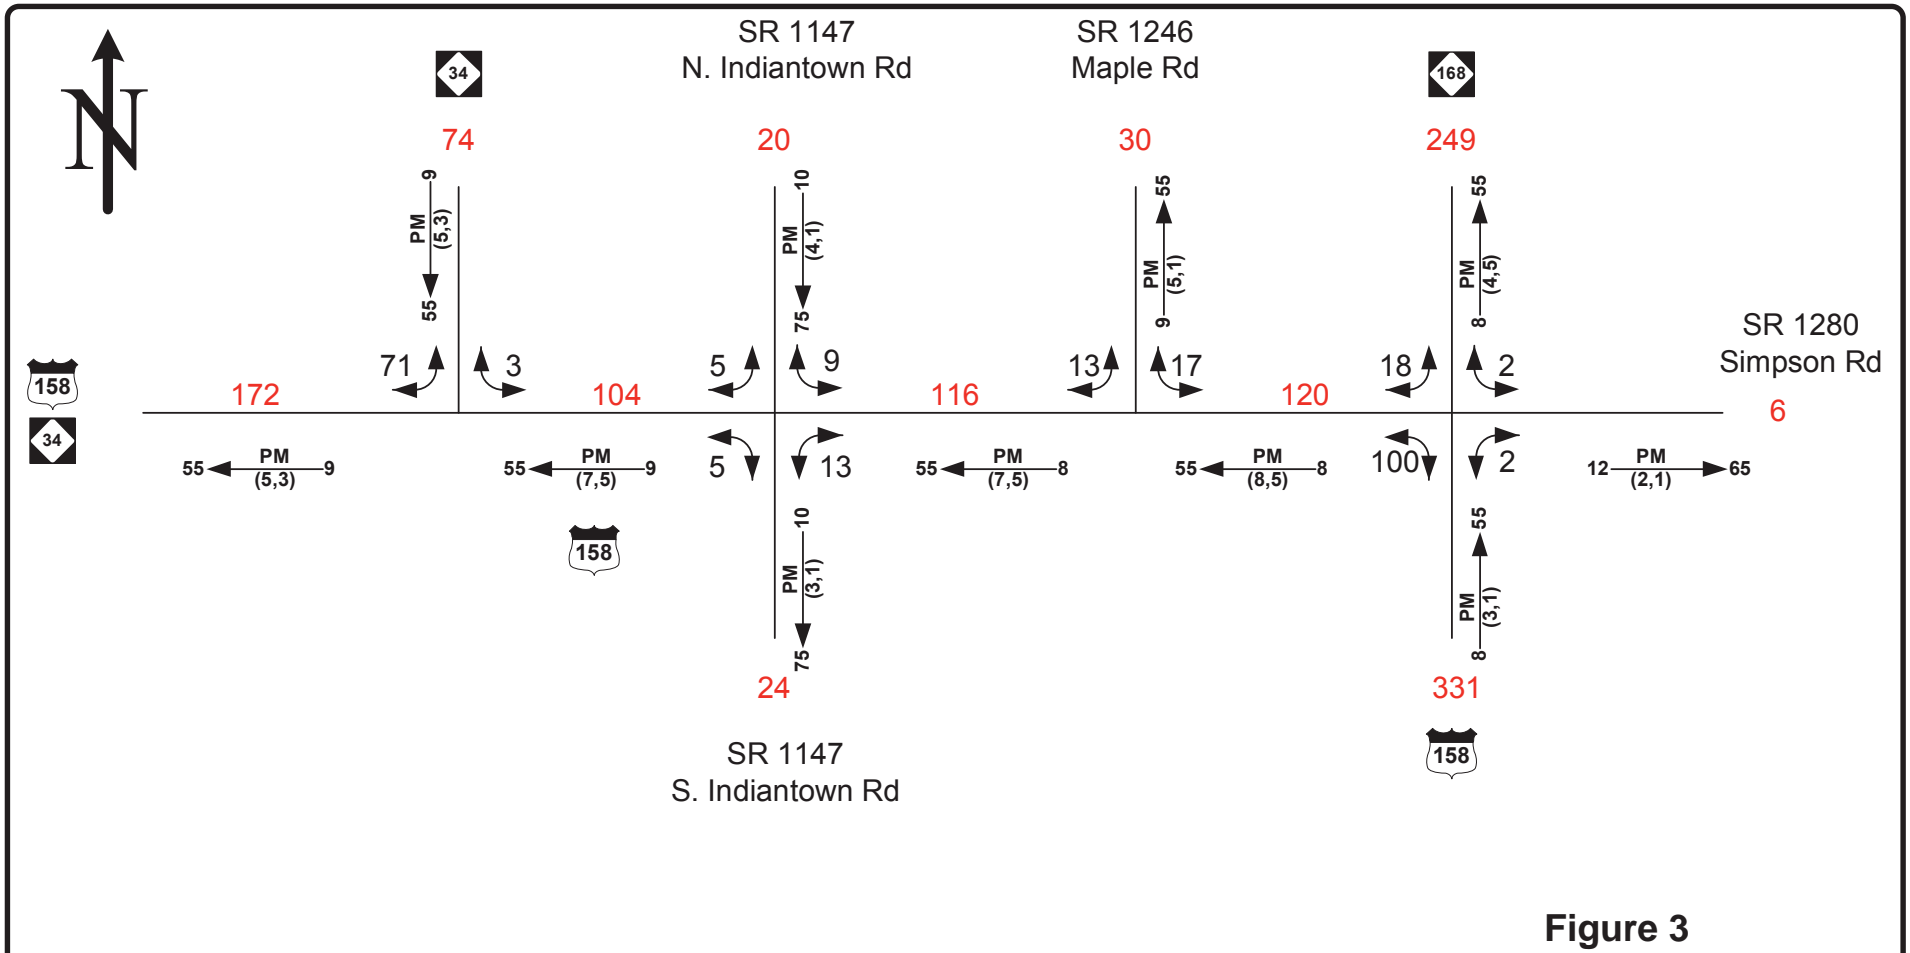 SR 1147
N. Indiantown Rd
SR 1246
Maple Rd
34
168
N
74
20
30
249
9
PM
(5,3)
55
10
PM
(4,1)
75
55
PM
(5,1)
9
55
PM
(4,5)
8
SR 1280
Simpson Rd
158
34
71
3
5
9
13
17
18
2
172
104
116
120
6
5
13
100
2
55 PM 9
(5,3)
55 PM 9
(7,5)
55 PM 8
(7,5)
55 PM 8
(8,5)
12 PM 65
(2,1)
158
10
PM
(3,1)
75
55
PM
(3,1)
8
24
331
SR 1147
S. Indiantown Rd
158
Figure 3